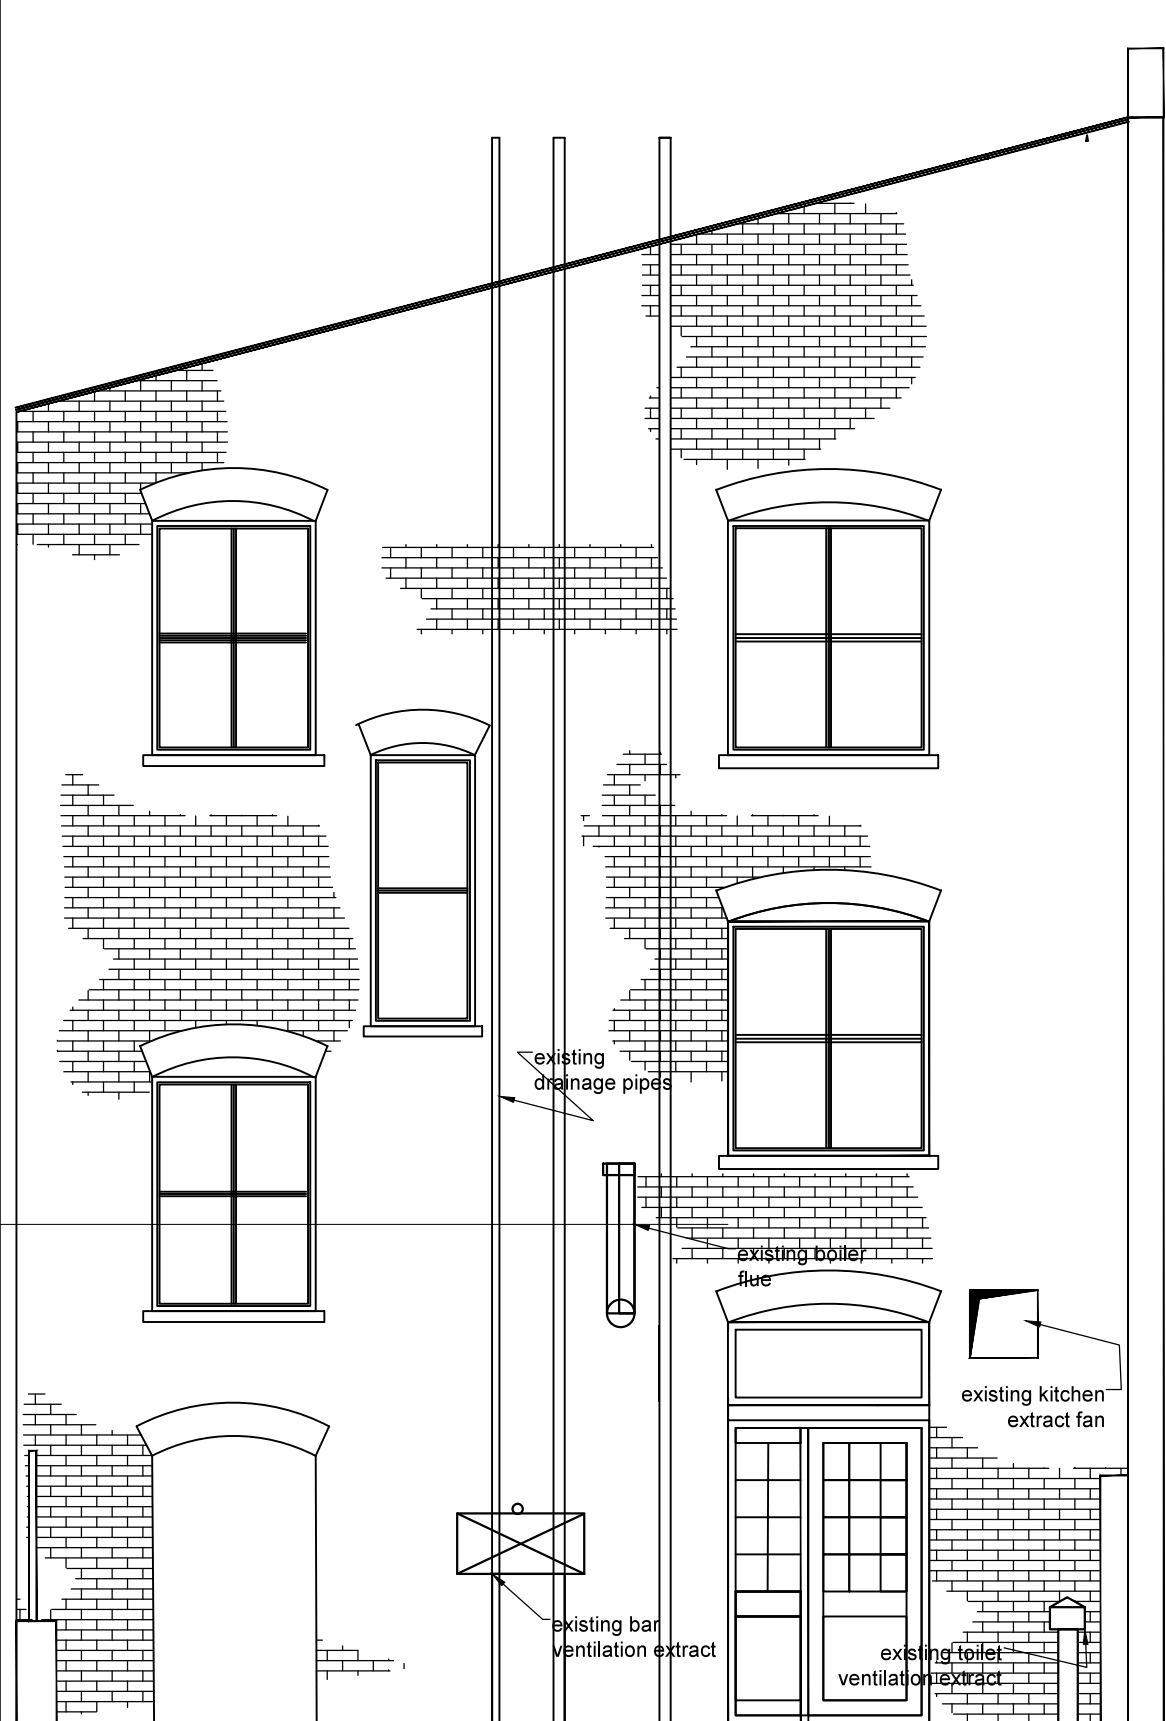 existing
drainage pipes
existing boiler
flue
existing kitchen
extract fan
existing bar
ventilation extract
existing toilet
ventilation extract